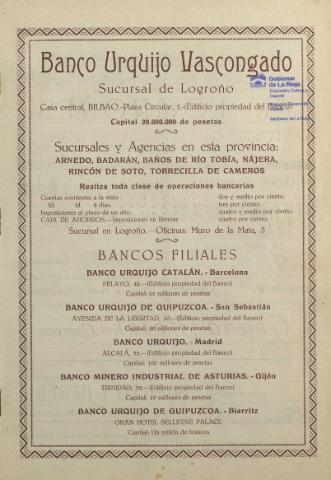 Banco Urquijo Vascongado
Sucursal de Logroño
Casa central, BILBAO.-Plaza Circular, 1.-(Edificio propiedad del Banco)
Capital 20.000.000 de pesetas
Sucursales y Agencias en esta provincia:
ARNEDO, BADARÁN, BAÑOS DE RÍO TOBÍA, NÁJERA,
RINCÓN DE SOTO, TORRECILLA DE CAMEROS
Realiza toda clase de operaciones bancarias
Cuentas corrientes a la vista dos y medio por ciento.
id. id. 8 días. tres por ciento.
Imposiciones al plazo de un año. cuatro y medio por ciento.
CAJA DE AHORROS.-Imposiciones en libretas cuatro por ciento.
Sucursal en Logroño.-Oficinas: Muro de la Mata, 3
BANCOS FILIALES
BANCO URQUIJO CATALÁN.-Barcelona
PELAYO, 42.-(Edificio propiedad del Banco)
Capital: 25 millones de pesetas
BANCO URQUIJO DE GUIPUZCOA.-San Sebastián
AVENIDA DE LA LIBERTAD, 10.-(Edificio propiedad del Banco)
Capital: 20 millones de pesetas
BANCO URQUIJO.-Madrid
ALCALÁ, 55.-(Edificio propiedad del Banco)
Capital: 100 millones de pesetas
BANCO MINERO INDUSTRIAL DE ASTURIAS.-Gijón
TRINIDAD, (Edificio propiedad del Banco)
Capital: 10 millones de pesetas
BANCO URQUIJO DE GUIPUZCOA.-Biarritz
GRAN HOTEL BELLEVNE PALACE
Capital: Un millón de francos
Gobierno
de La Rioja